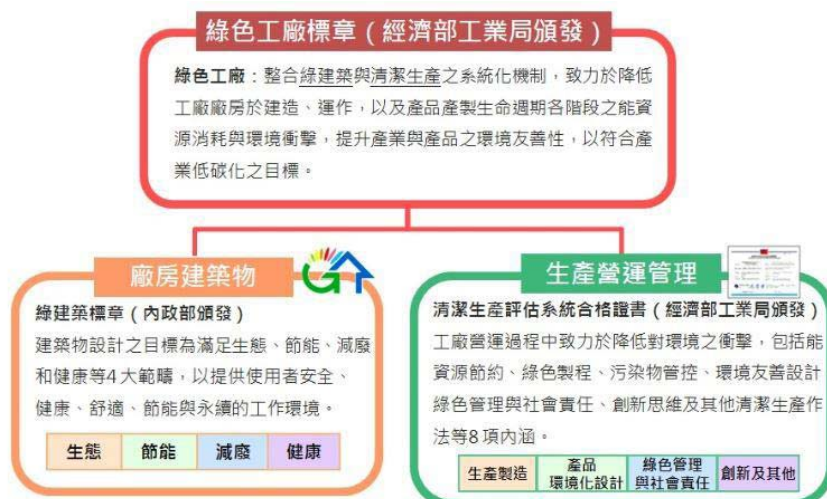 綠色工廠標章（經濟部工業局頒發）
綠色工廠：整合綠建築與清潔生產之系統化機制，致力於降低
工廠廠房於建造、運作，以及產品產製生命週期各階段之能資
源消耗與環境衝擊，提升產業與產品之環境友善性，以符合產
業低碳化之目標。
廠房建築物
綠建築標章（內政部頒發）
建築物設計之目標為滿足生態、節能、減廢
和健康等4大範疇，以提供使用者安全、
健康、舒適、節能與永續的工作環境。
生態
節能
減廢
健康
生產營運管理
清潔生產評估系統合格證書（經濟部工業局頒發）
工廠營運過程中致力於降低對環境之衝擊，包括能
資源節約、綠色製程、污染物管控、環境友善設計
綠色管理與社會責任、創新思維及其他清潔生產作
法等8項內涵。
生產製造
產品
環境化設計
綠色管理
與社會責任
創新及其他